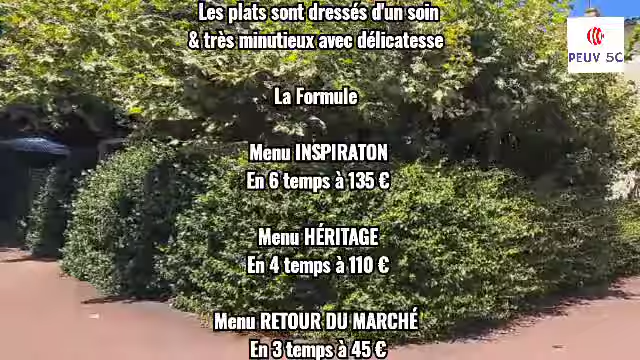 Les plats sont dressés d'un soin
& très minutieux avec délicatesse
PEUV 5C
La Formule
Menu INSPIRATON
En 6 temps à 135 €
Menu HÉRITAGE
En 4 temps à 110 €
Menu RETOUR DU MARCHÉ
En 3 temps à 45 €